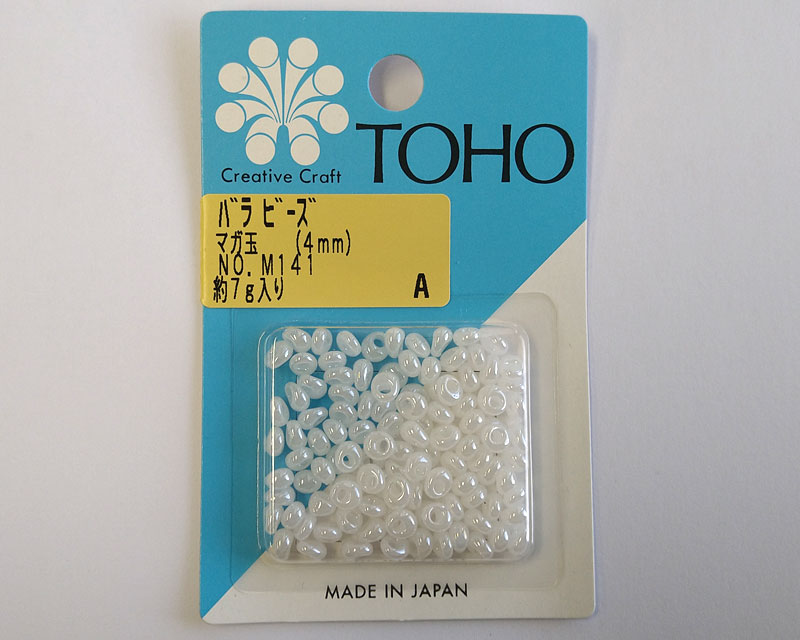 TOHO
Creative Craft
バラ ビーズ
マガ玉 (4mm)
NO. M141
約7g入り A
MADE IN JAPAN